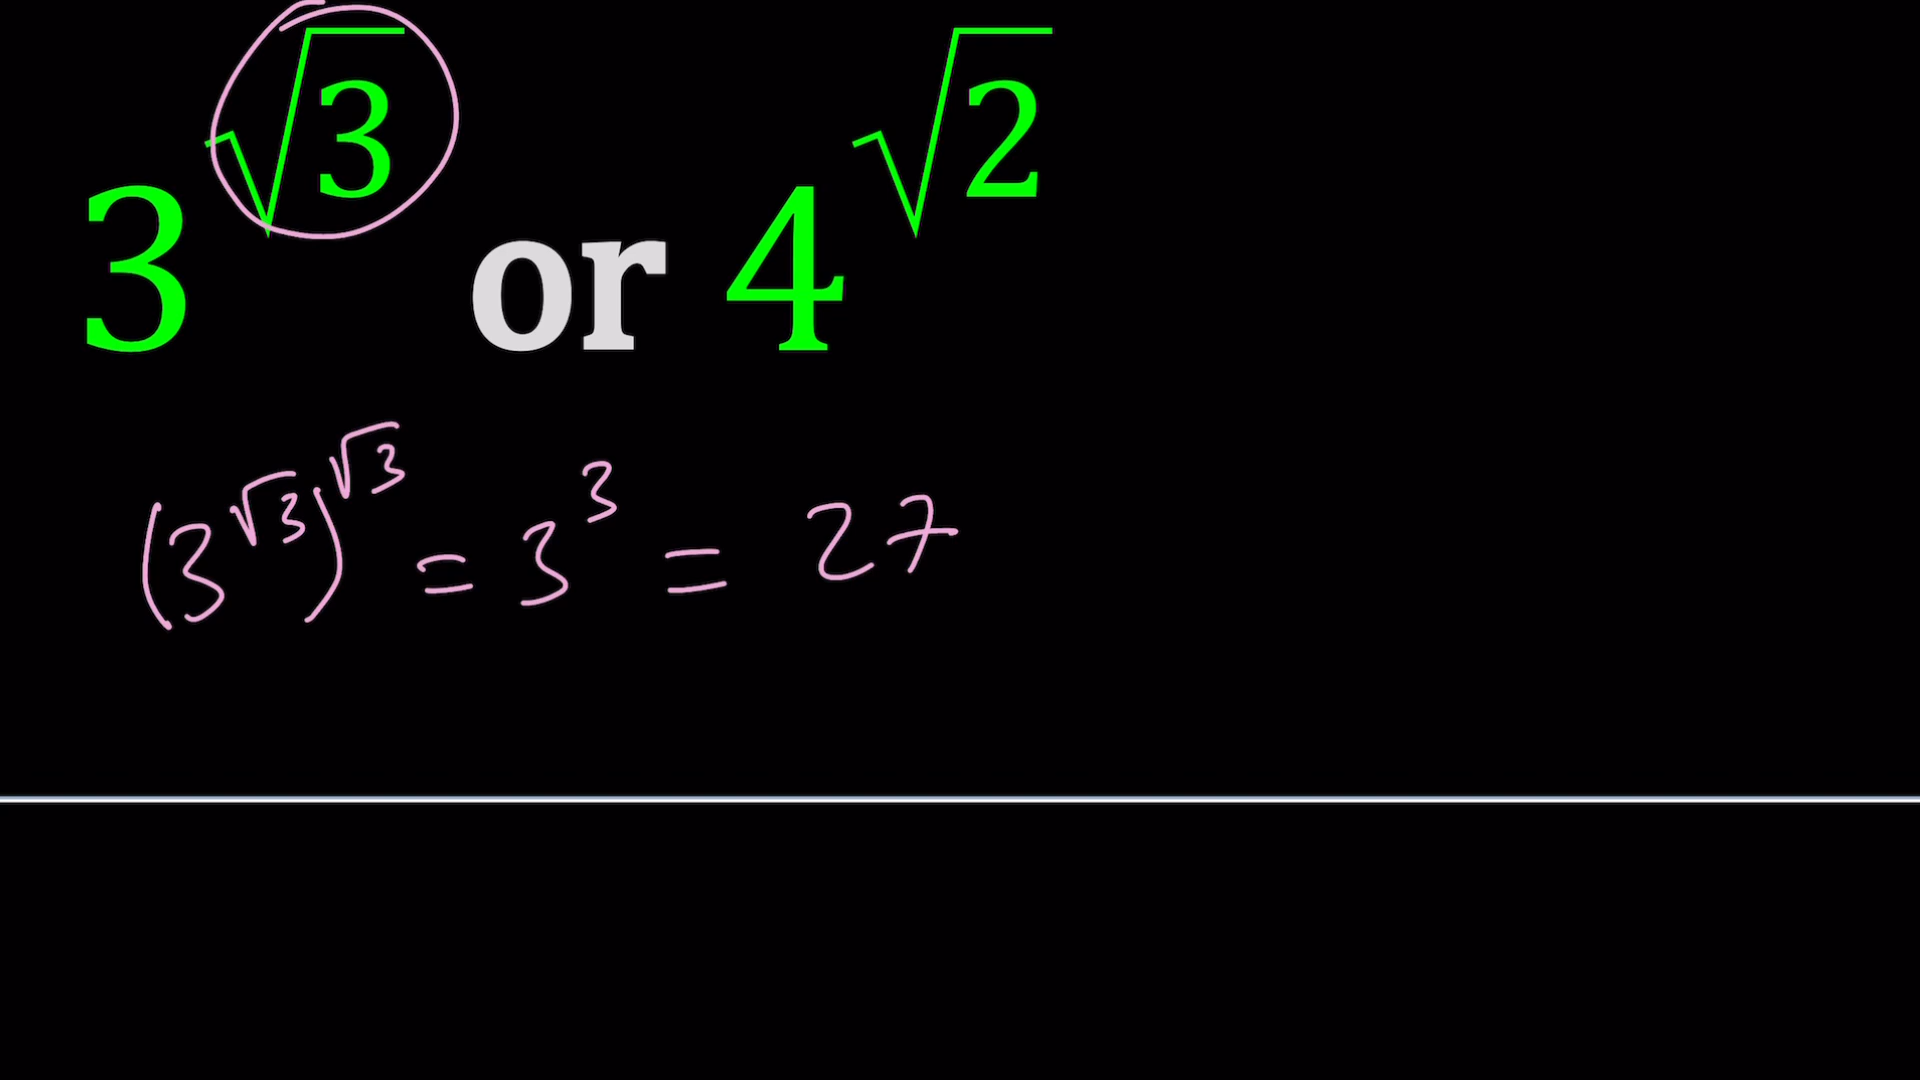 3^√3 or 4^√2
(3^√3)^√3 = 3^3 = 27